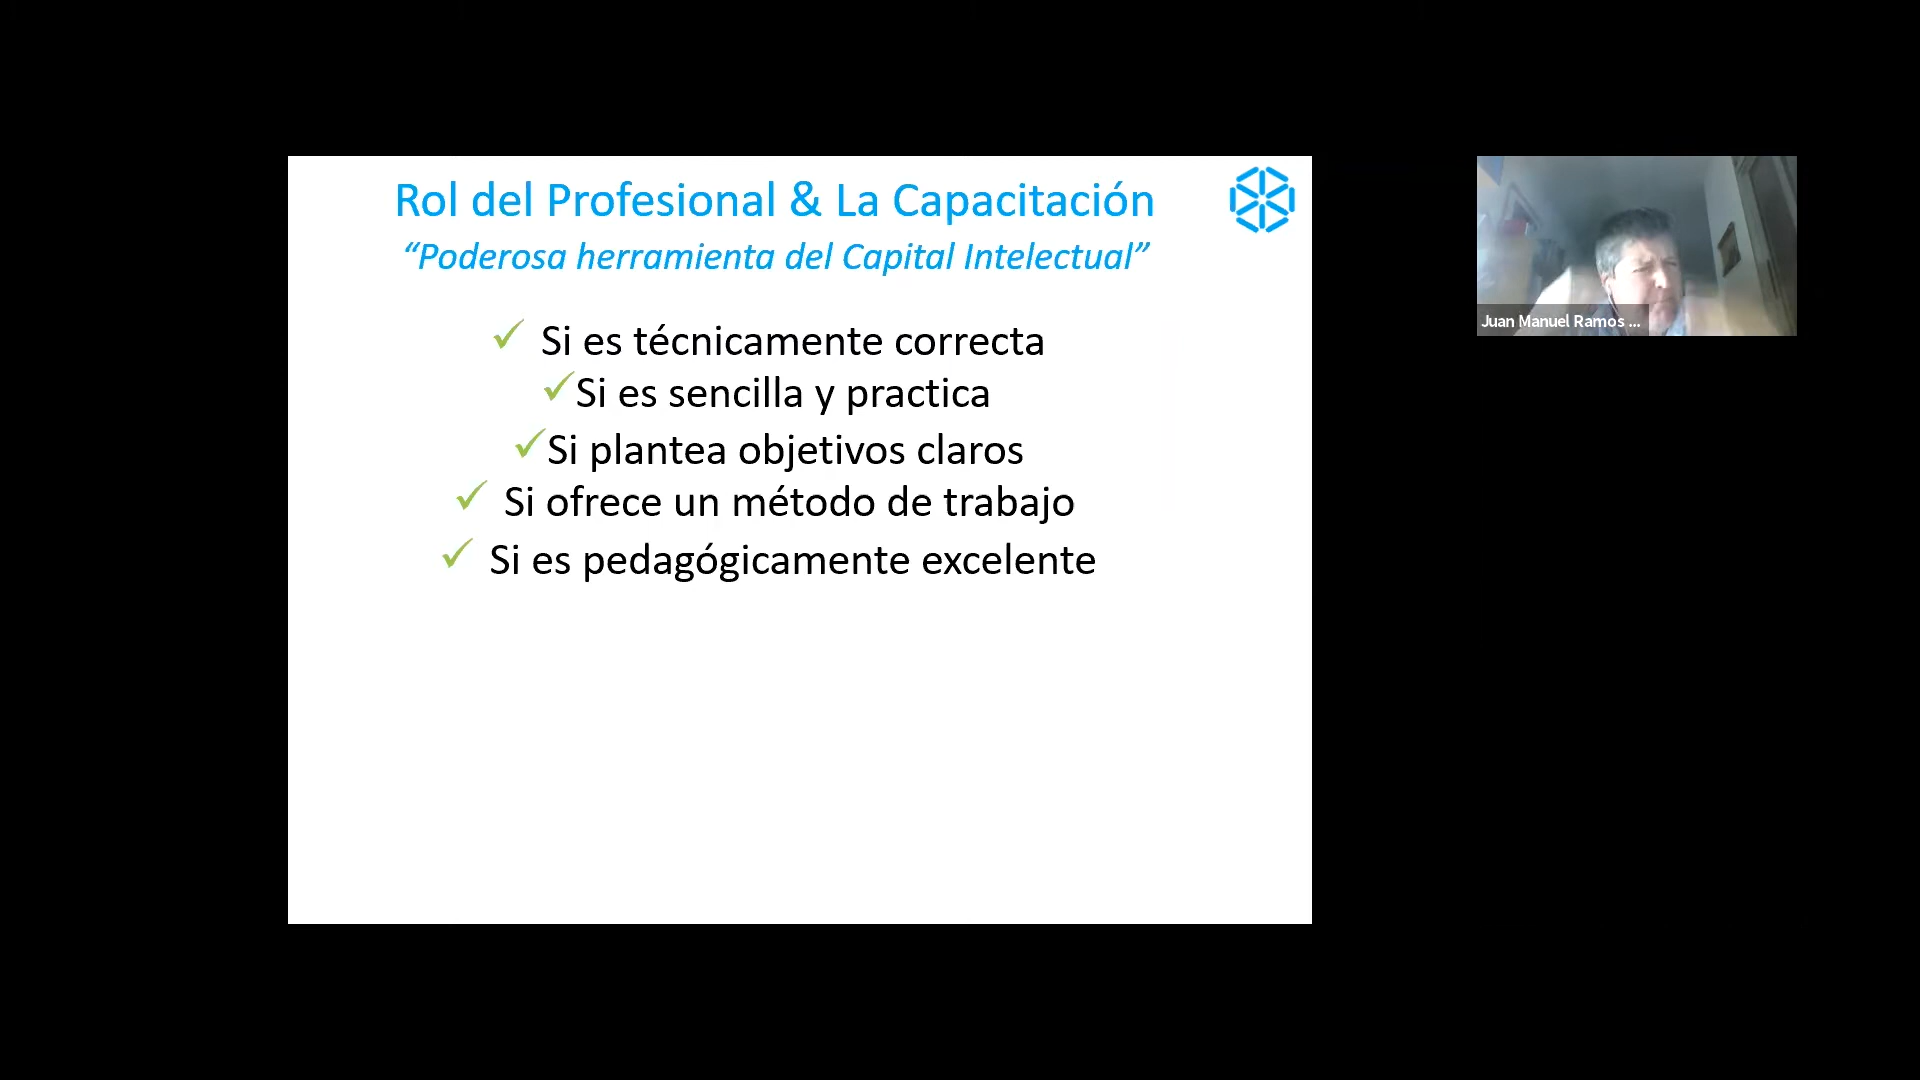 Rol del Profesional & La Capacitación
“Poderosa herramienta del Capital Intelectual”
✓ Si es técnicamente correcta
✓Si es sencilla y practica
✓Si plantea objetivos claros
✓ Si ofrece un método de trabajo
✓ Si es pedagógicamente excelente
Juan Manuel Ramos ...